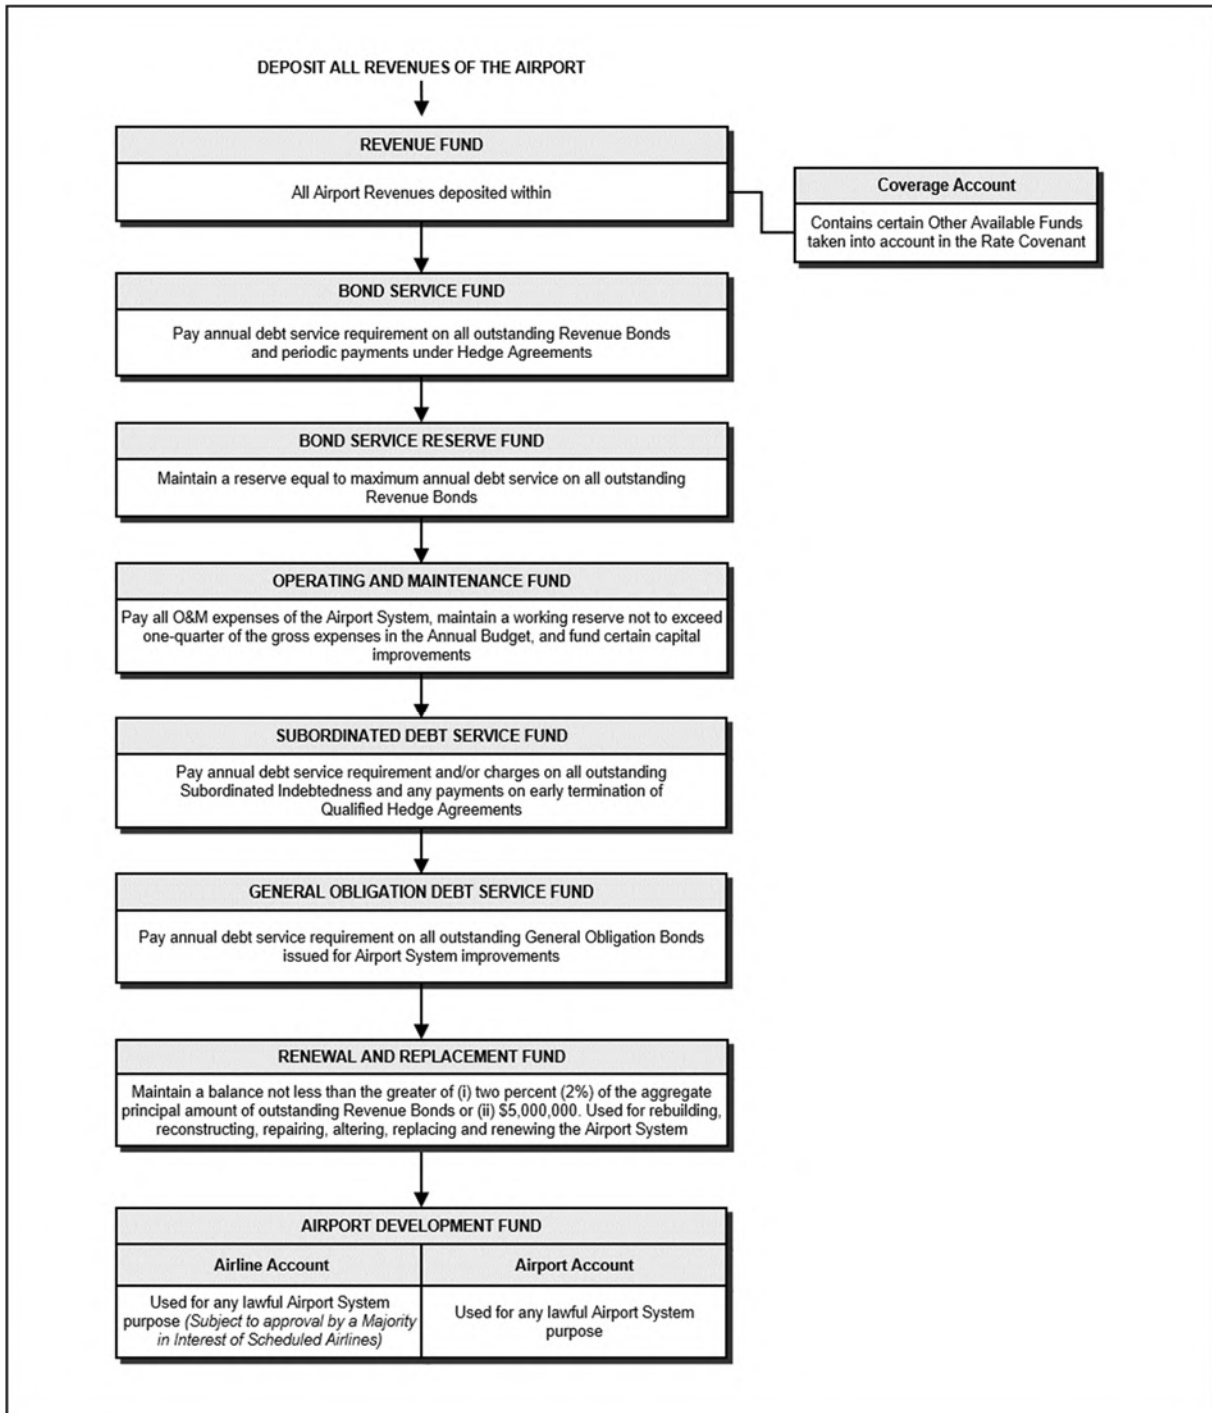 DEPOSIT ALL REVENUES OF THE AIRPORT
REVENUE FUND
All Airport Revenues deposited within
Coverage Account
Contains certain Other Available Funds
taken into account in the Rate Covenant
BOND SERVICE FUND
Pay annual debt service requirement on all outstanding Revenue Bonds
and periodic payments under Hedge Agreements
BOND SERVICE RESERVE FUND
Maintain a reserve equal to maximum annual debt service on all outstanding
Revenue Bonds
OPERATING AND MAINTENANCE FUND
Pay all O&M expenses of the Airport System, maintain a working reserve not to exceed
one-quarter of the gross expenses in the Annual Budget, and fund certain capital
improvements
SUBORDINATED DEBT SERVICE FUND
Pay annual debt service requirement and/or charges on all outstanding
Subordinated Indebtedness and any payments on early termination of
Qualified Hedge Agreements
GENERAL OBLIGATION DEBT SERVICE FUND
Pay annual debt service requirement on all outstanding General Obligation Bonds
issued for Airport System improvements
RENEWAL AND REPLACEMENT FUND
Maintain a balance not less than the greater of (i) two percent (2%) of the aggregate
principal amount of outstanding Revenue Bonds or (ii) $5,000,000. Used for rebuilding,
reconstructing, repairing, altering, replacing and renewing the Airport System
AIRPORT DEVELOPMENT FUND
Airline Account
Used for any lawful Airport System
purpose (Subject to approval by a Majority
in Interest of Scheduled Airlines)
Airport Account
Used for any lawful Airport System
purpose